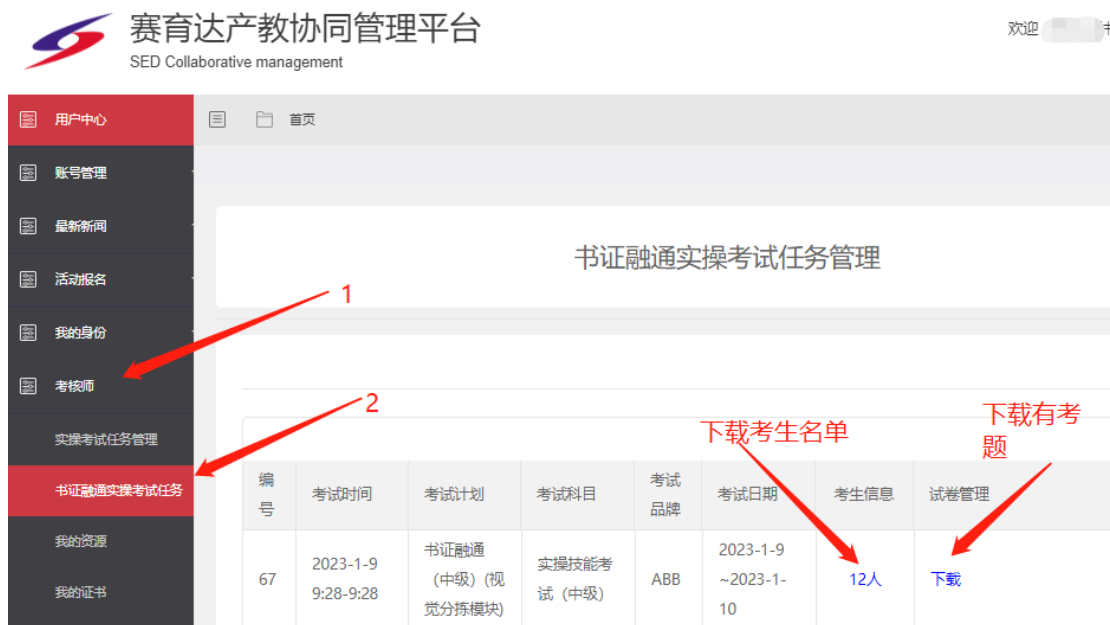 赛育达产教协同管理平台
SED Collaborative management
欢迎
用户中心
首页
账号管理
最新新闻
活动报名
我的身份
考核师
实操考试任务管理
书证融通实操考试任务
我的资源
我的证书
书证融通实操考试任务管理
1
2
下载考生名单
下载有考
题
编
号
考试时间
考试计划
考试科目
考试
品牌
考试日期
考生信息
试卷管理
67
2023-1-9
9:28-9:28
书证融通
（中级）(视
觉分拣模块)
实操技能考
试（中级）
ABB
2023-1-9
~2023-1-
10
12人
下载